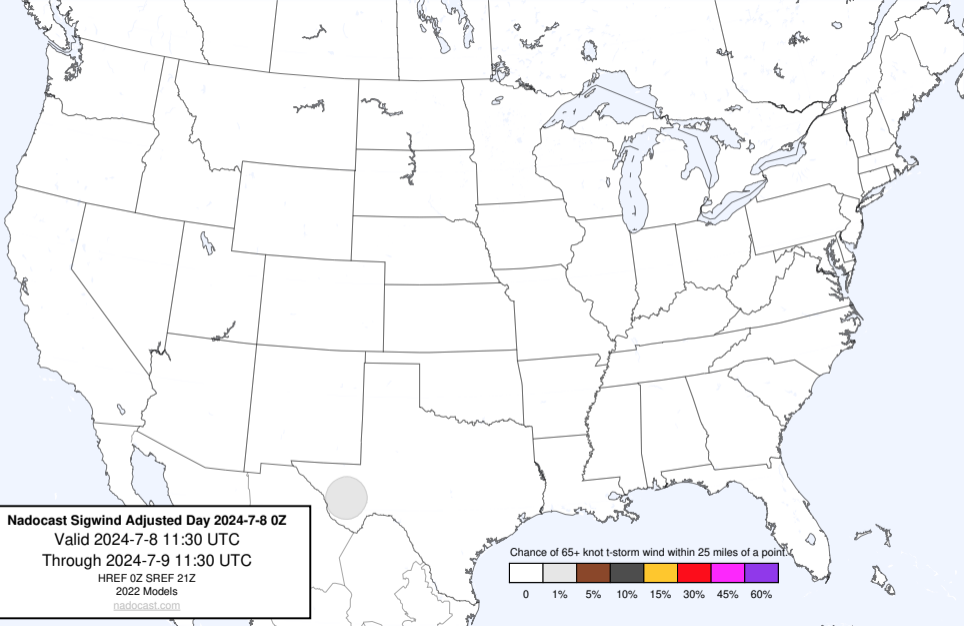 Nadocast Sigwind Adjusted Day 2024-7-8 0Z
Valid 2024-7-8 11:30 UTC
Through 2024-7-9 11:30 UTC
HREF 0Z SREF 21Z
2022 Models
nadocast.com
Chance of 65+ knot t-storm wind within 25 miles of a point.
0 1% 5% 10% 15% 30% 45% 60%